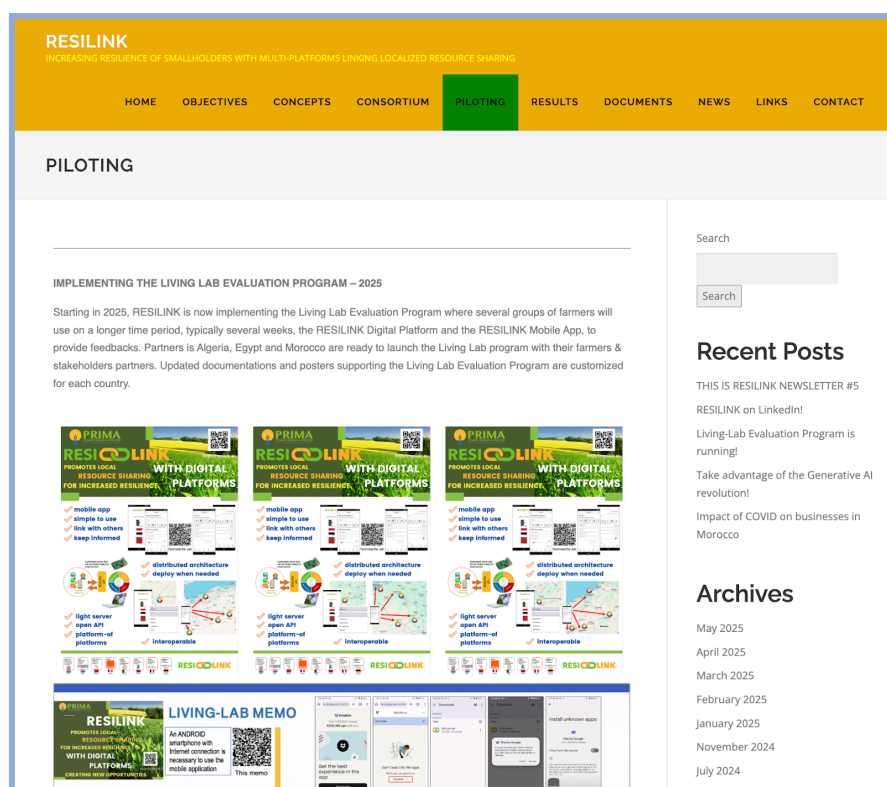 RESILINK
INCREASING RESILIENCE OF SMALLHOLDERS WITH MULTI-PLATFORMS LINKING LOCALIZED RESOURCE SHARING
HOME OBJECTIVES CONCEPTS CONSORTIUM PILOTING RESULTS DOCUMENTS NEWS LINKS CONTACT
PILOTING
IMPLEMENTING THE LIVING LAB EVALUATION PROGRAM – 2025
Starting in 2025, RESILINK is now implementing the Living Lab Evaluation Program where several groups of farmers will
use on a longer time period, typically several weeks, the RESILINK Digital Platform and the RESILINK Mobile App, to
provide feedbacks. Partners is Algeria, Egypt and Morocco are ready to launch the Living Lab program with their farmers &
stakeholders partners. Updated documentations and posters supporting the Living Lab Evaluation Program are customized
for each country.
PRIMA
RESILINK
PROMOTES LOCAL
RESOURCE SHARING
FOR INCREASED RESILIENCE
WITH DIGITAL
PLATFORMS
mobile app
simple to use
link with others
keep informed
distributed architecture
deploy when needed
light server
open API
platform-of
platforms
interoperable
RESILINK
PRIMA
RESILINK
PROMOTES LOCAL
RESOURCE SHARING
FOR INCREASED RESILIENCE
WITH DIGITAL
PLATFORMS
mobile app
simple to use
link with others
keep informed
distributed architecture
deploy when needed
light server
open API
platform-of
platforms
interoperable
RESILINK
PRIMA
RESILINK
PROMOTES LOCAL
RESOURCE SHARING
FOR INCREASED RESILIENCE
WITH DIGITAL
PLATFORMS
mobile app
simple to use
link with others
keep informed
distributed architecture
deploy when needed
light server
open API
platform-of
platforms
interoperable
RESILINK
PRIMA
RESILINK
PROMOTES LOCAL
RESOURCE SHARING
FOR INCREASED RESILIENCE
WITH DIGITAL
PLATFORMS
CREATING NEW OPPORTUNITIES
LIVING-LAB MEMO
An ANDROID
smartphone with
Internet connection is
necessary to use the
mobile application
This memo
Get the best
experience in the
app
Install unknown apps
Search
Search
Recent Posts
THIS IS RESILINK NEWSLETTER #5
RESILINK on LinkedIn!
Living-Lab Evaluation Program is
running!
Take advantage of the Generative AI
revolution!
Impact of COVID on businesses in
Morocco
Archives
May 2025
April 2025
March 2025
February 2025
January 2025
November 2024
July 2024